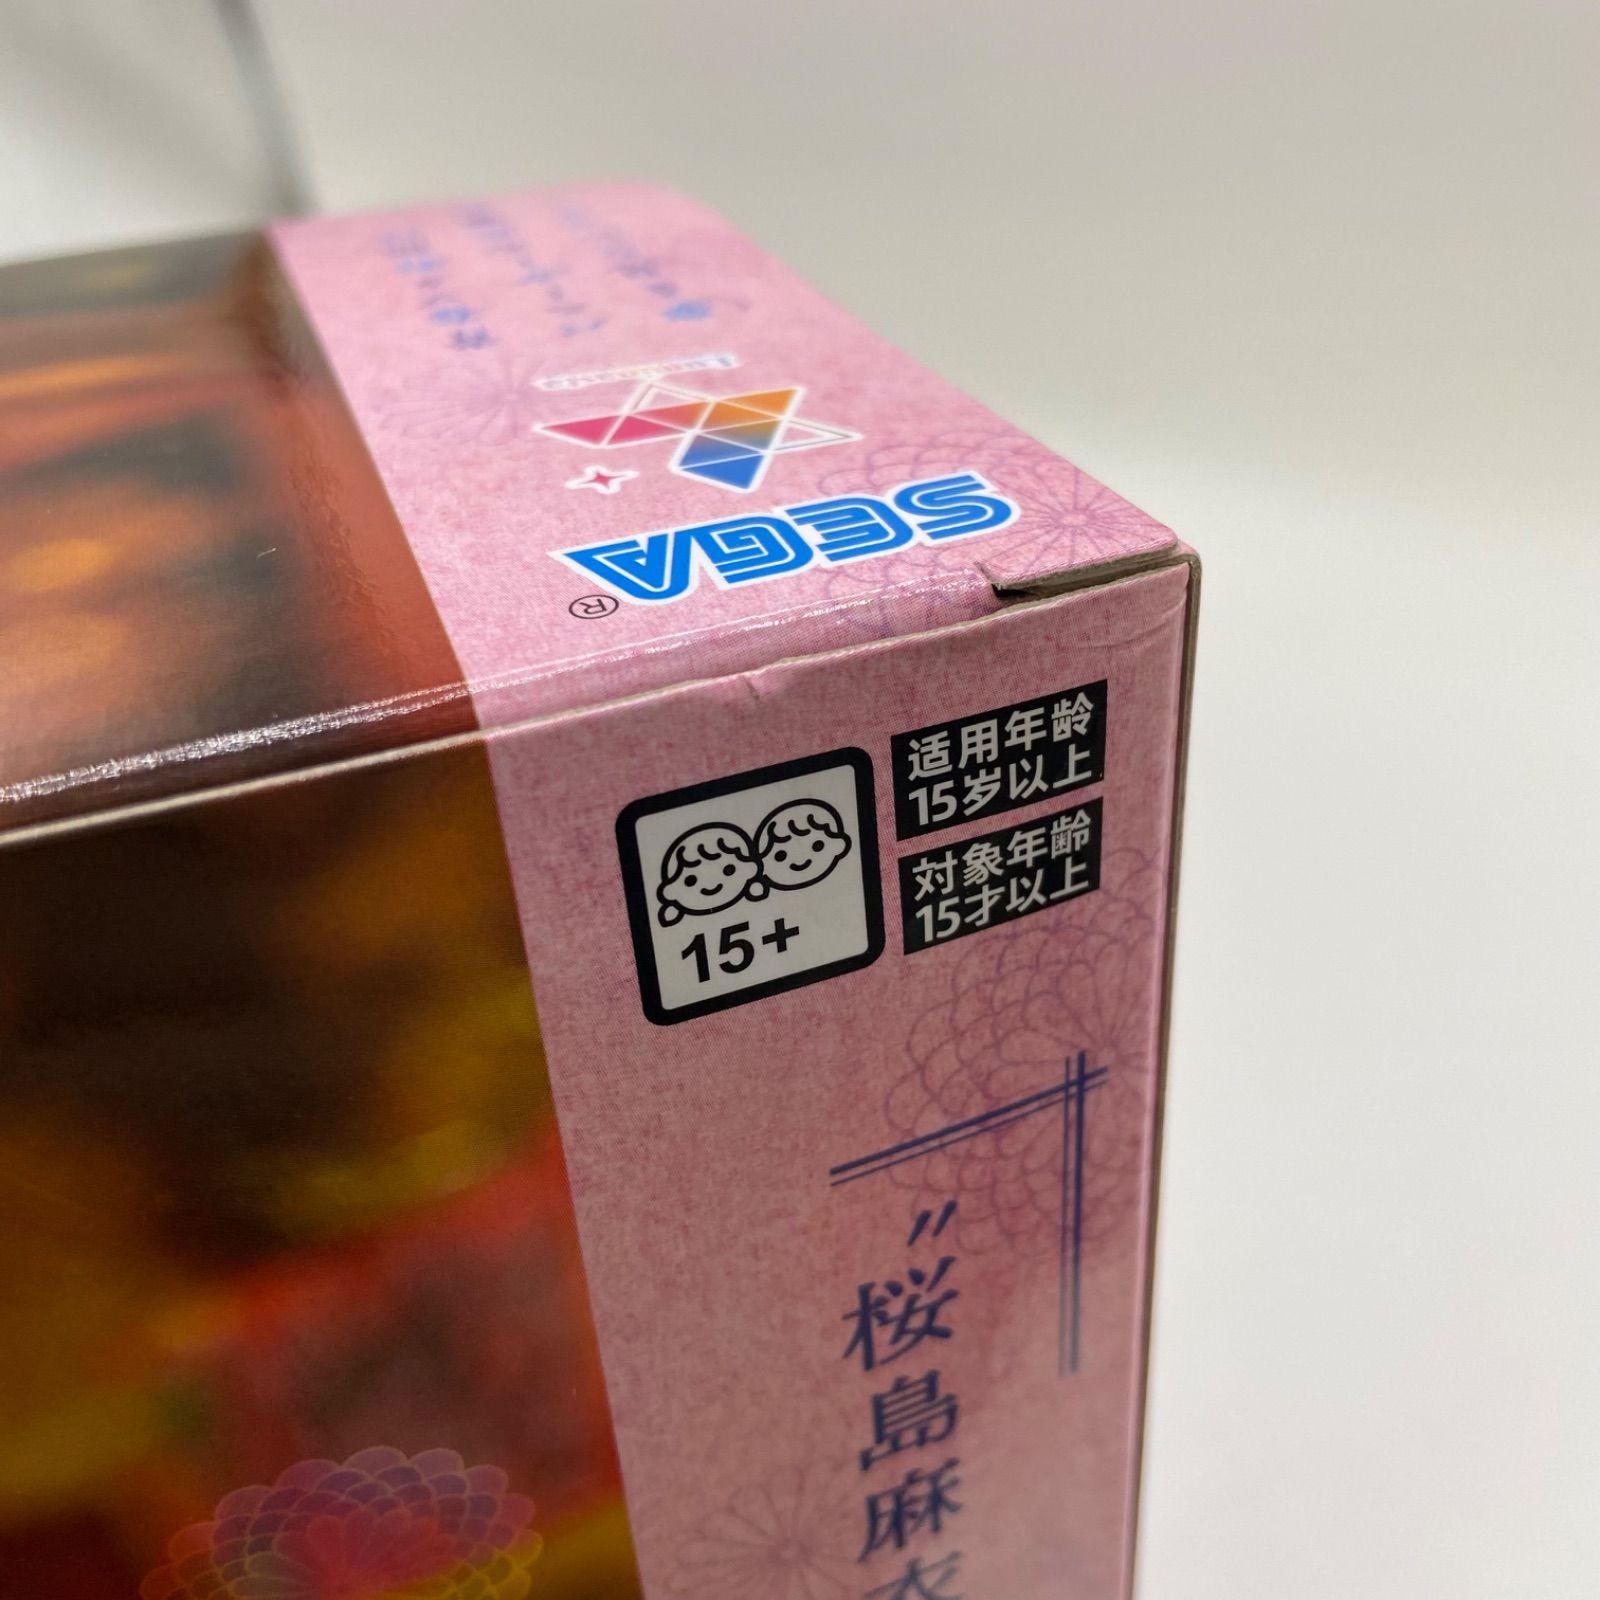 Luminasta
SEGA
®
适用年龄
15岁以上
対象年齢
15才以上
15+
"桜島麻衣